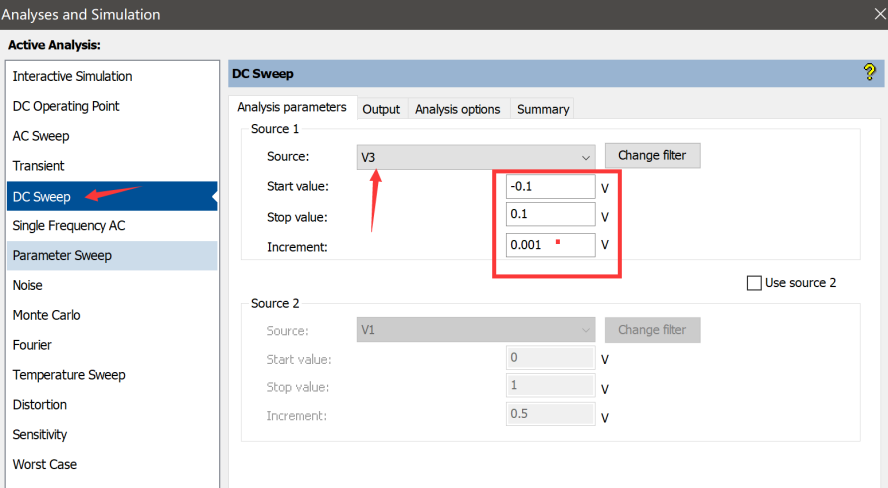 Analyses and Simulation
Active Analysis:
Interactive Simulation
DC Operating Point
AC Sweep
Transient
DC Sweep
Single Frequency AC
Parameter Sweep
Noise
Monte Carlo
Fourier
Temperature Sweep
Distortion
Sensitivity
Worst Case
DC Sweep
Analysis parameters Output Analysis options Summary
Source 1
Source: V3 Change filter
Start value: -0.1 V
Stop value: 0.1 V
Increment: 0.001 V
Use source 2
Source 2
Source: V1 Change filter
Start value: 0 V
Stop value: 1 V
Increment: 0.5 V